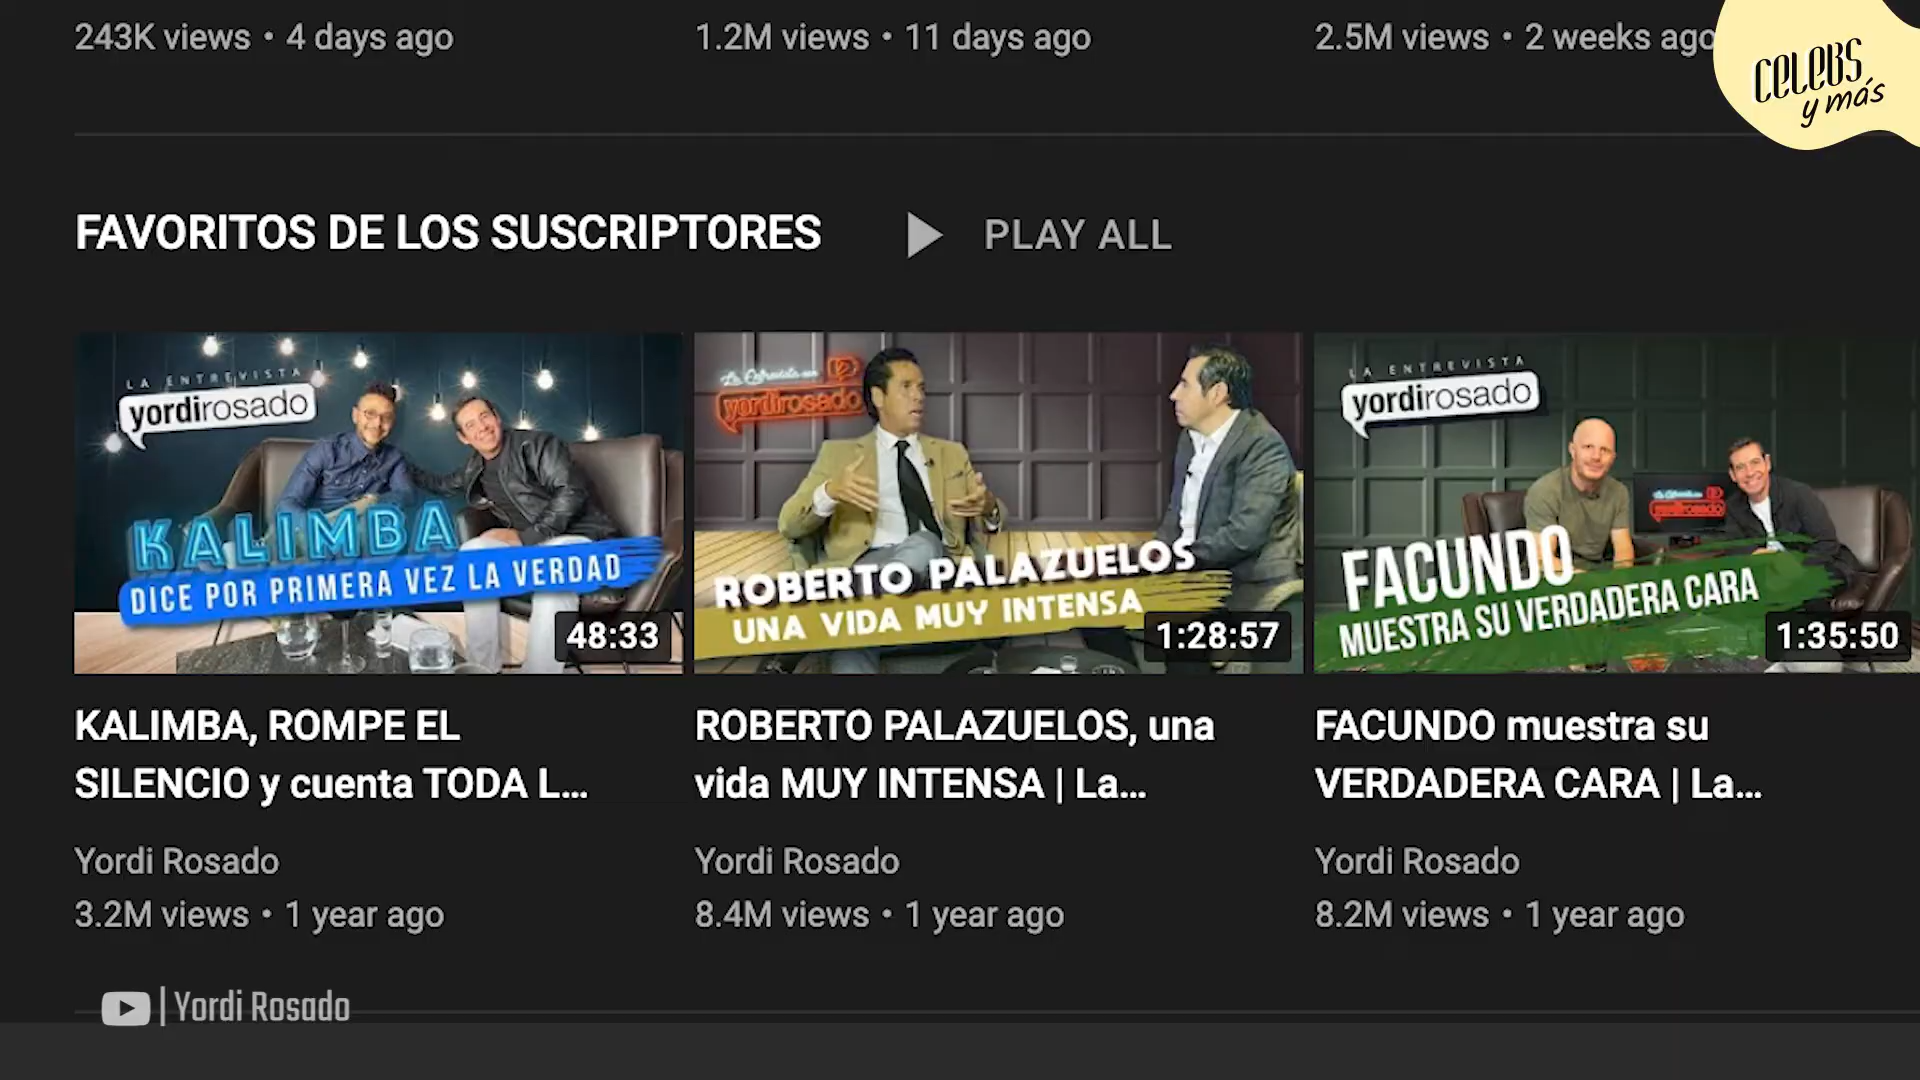 243K views • 4 days ago
1.2M views • 11 days ago
2.5M views • 2 weeks ago
CELEBS
y más
FAVORITOS DE LOS SUSCRIPTORES
PLAY ALL
LA ENTREVISTA
yordirosado
KALIMBA
DICE POR PRIMERA VEZ LA VERDAD
48:33
La Entrevista con
yordirosado
ROBERTO PALAZUELOS
UNA VIDA MUY INTENSA
1:28:57
LA ENTREVISTA
yordirosado
yordirosado
FACUNDO
MUESTRA SU VERDADERA CARA
1:35:50
KALIMBA, ROMPE EL
SILENCIO y cuenta TODA L...
Yordi Rosado
3.2M views • 1 year ago
ROBERTO PALAZUELOS, una
vida MUY INTENSA | La...
Yordi Rosado
8.4M views • 1 year ago
FACUNDO muestra su
VERDADERA CARA | La...
Yordi Rosado
8.2M views • 1 year ago
| Yordi Rosado